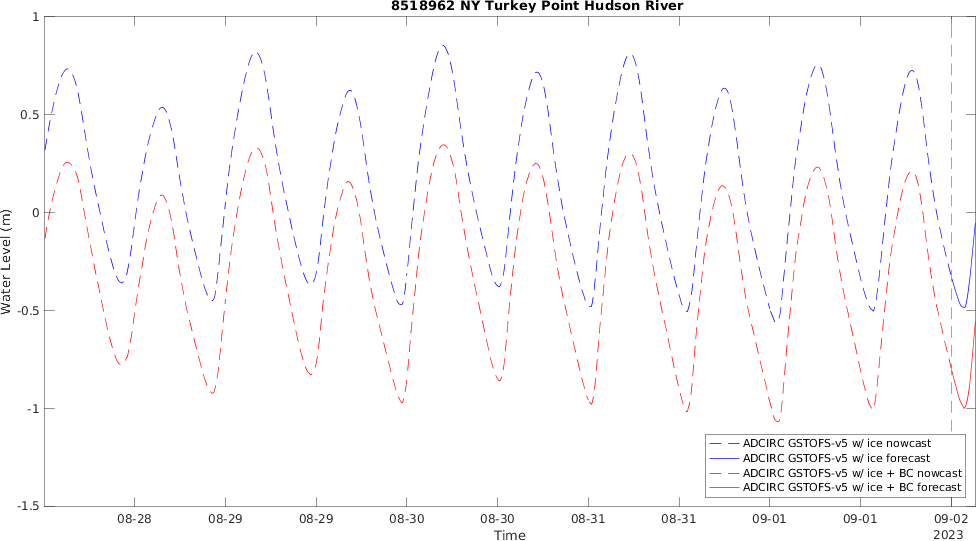 8518962 NY Turkey Point Hudson River
1
0.5
0
-0.5
-1
-1.5
Water Level (m)
ADCIRC GSTOFS-v5 w/ ice nowcast
ADCIRC GSTOFS-v5 w/ ice forecast
ADCIRC GSTOFS-v5 w/ ice + BC nowcast
ADCIRC GSTOFS-v5 w/ ice + BC forecast
08-28 08-29 08-29 08-30 08-30 08-31 08-31 09-01 09-01 09-02
Time 2023